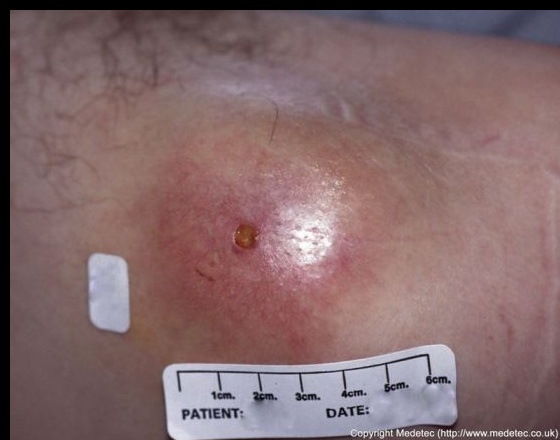 1cm. 2cm. 3cm. 4cm. 5cm. 6cm.
PATIENT: DATE:
Copyright Medetec (http://www.medetec.co.uk)